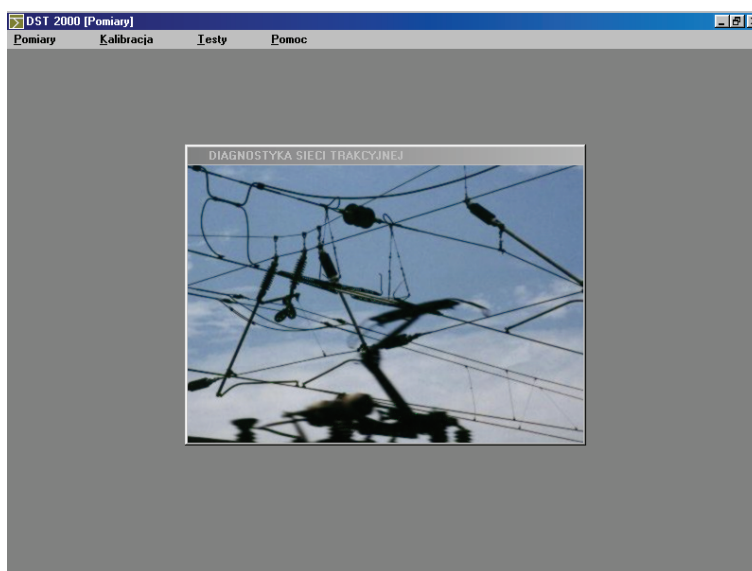 DST 2000 [Pomiary]
Pomiary Kalibracja Testy Pomoc
DIAGNOSTYKA SIECI TRAKCYJNEJ